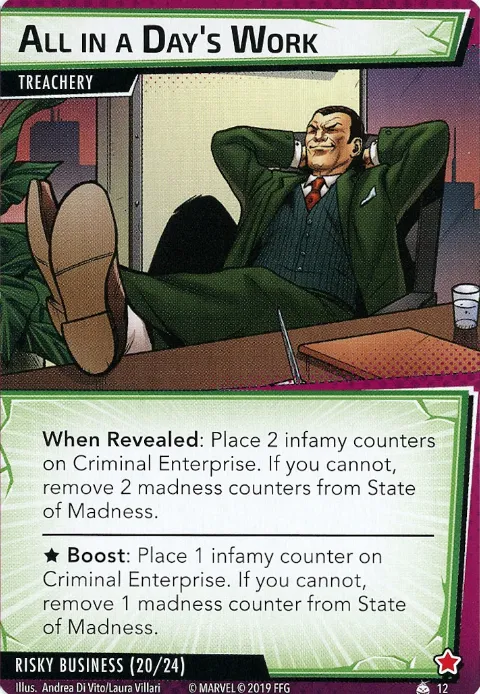 ALL IN A DAY'S WORK
TREACHERY
When Revealed: Place 2 infamy counters
on Criminal Enterprise. If you cannot,
remove 2 madness counters from State
of Madness.
★ Boost: Place 1 infamy counter on
Criminal Enterprise. If you cannot,
remove 1 madness counter from State
of Madness.
RISKY BUSINESS (20/24)
Illus. Andrea Di Vito/Laura Villari © MARVEL © 2019 FFG 12